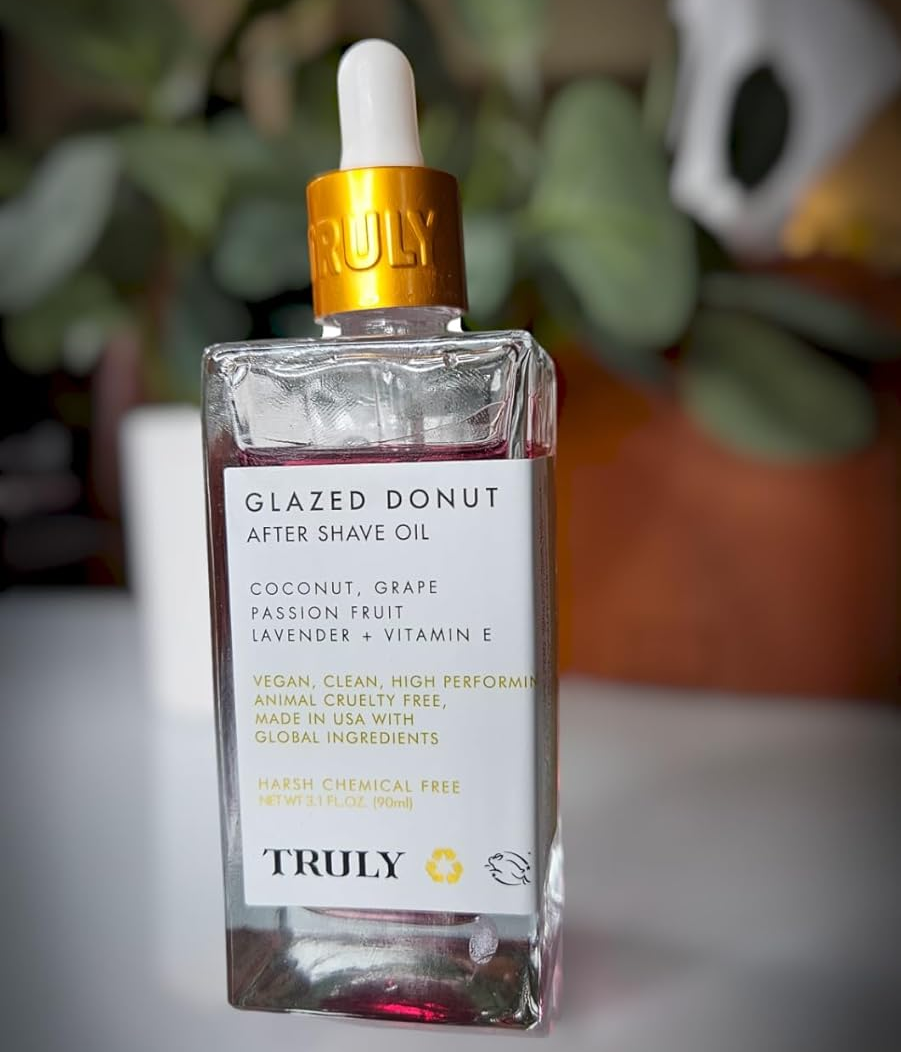 RULY
GLAZED DONUT
AFTER SHAVE OIL
COCONUT, GRAPE
PASSION FRUIT
LAVENDER + VITAMIN E
VEGAN, CLEAN, HIGH PERFORMIN
ANIMAL CRUELTY FREE,
MADE IN USA WITH
GLOBAL INGREDIENTS
HARSH CHEMICAL FREE
NET WT 3.1 FL.OZ. (90ml)
TRULY